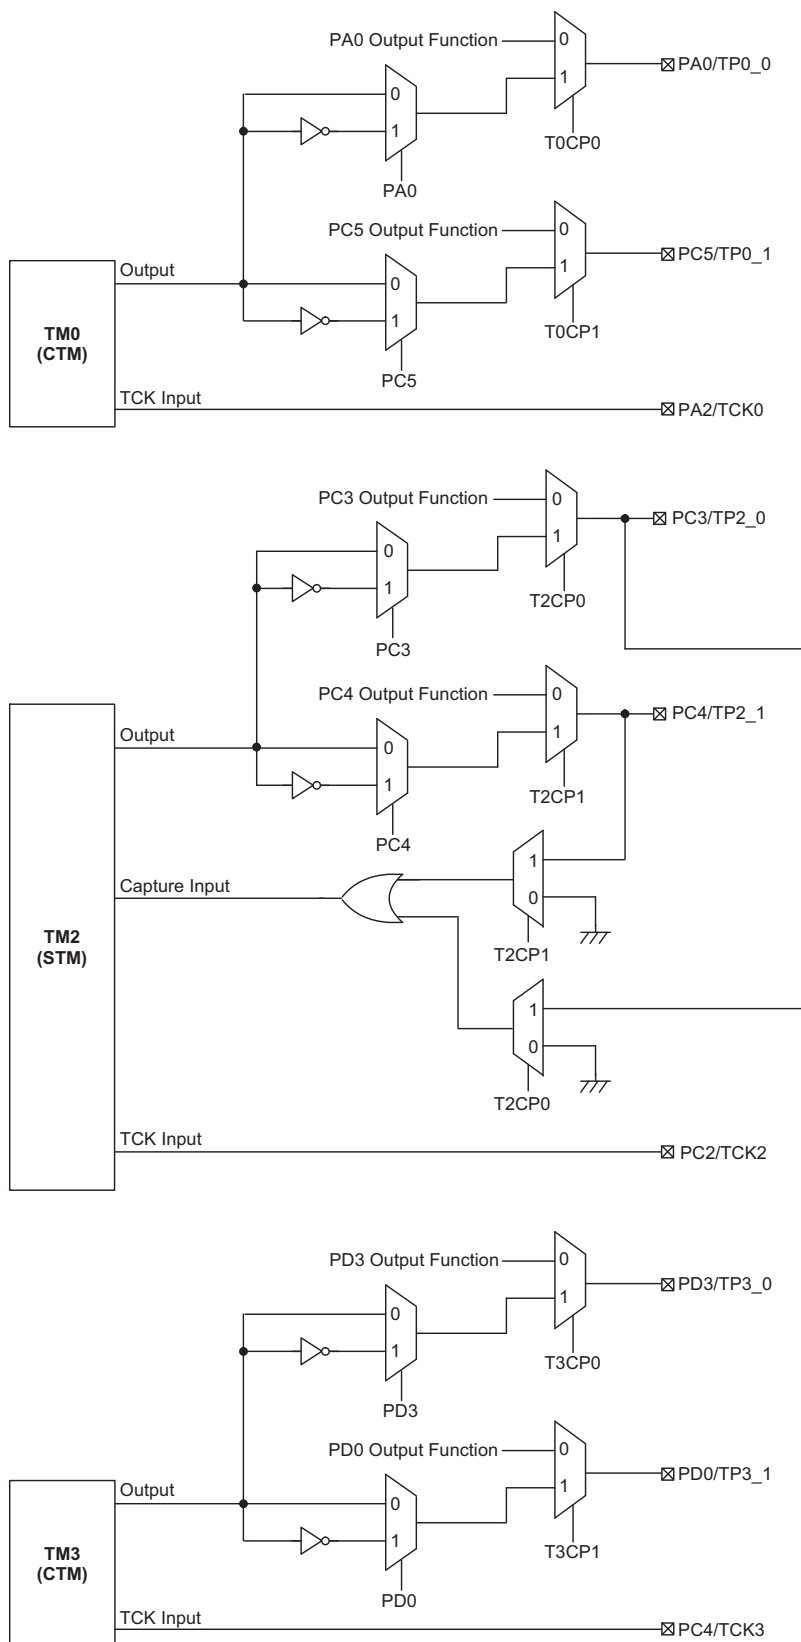 PA0 Output Function
0
1
PA0/TP0_0
T0CP0
0
1
PA0
PC5 Output Function
0
1
PC5/TP0_1
T0CP1
Output
0
1
PC5
TM0
(CTM)
TCK Input
PA2/TCK0
PC3 Output Function
0
1
PC3/TP2_0
T2CP0
0
1
PC3
PC4 Output Function
0
1
PC4/TP2_1
T2CP1
Output
0
1
PC4
Capture Input
1
0
T2CP1
TM2
(STM)
1
0
T2CP0
TCK Input
PC2/TCK2
PD3 Output Function
0
1
PD3/TP3_0
T3CP0
0
1
PD3
PD0 Output Function
0
1
PD0/TP3_1
T3CP1
Output
0
1
PD0
TM3
(CTM)
TCK Input
PC4/TCK3